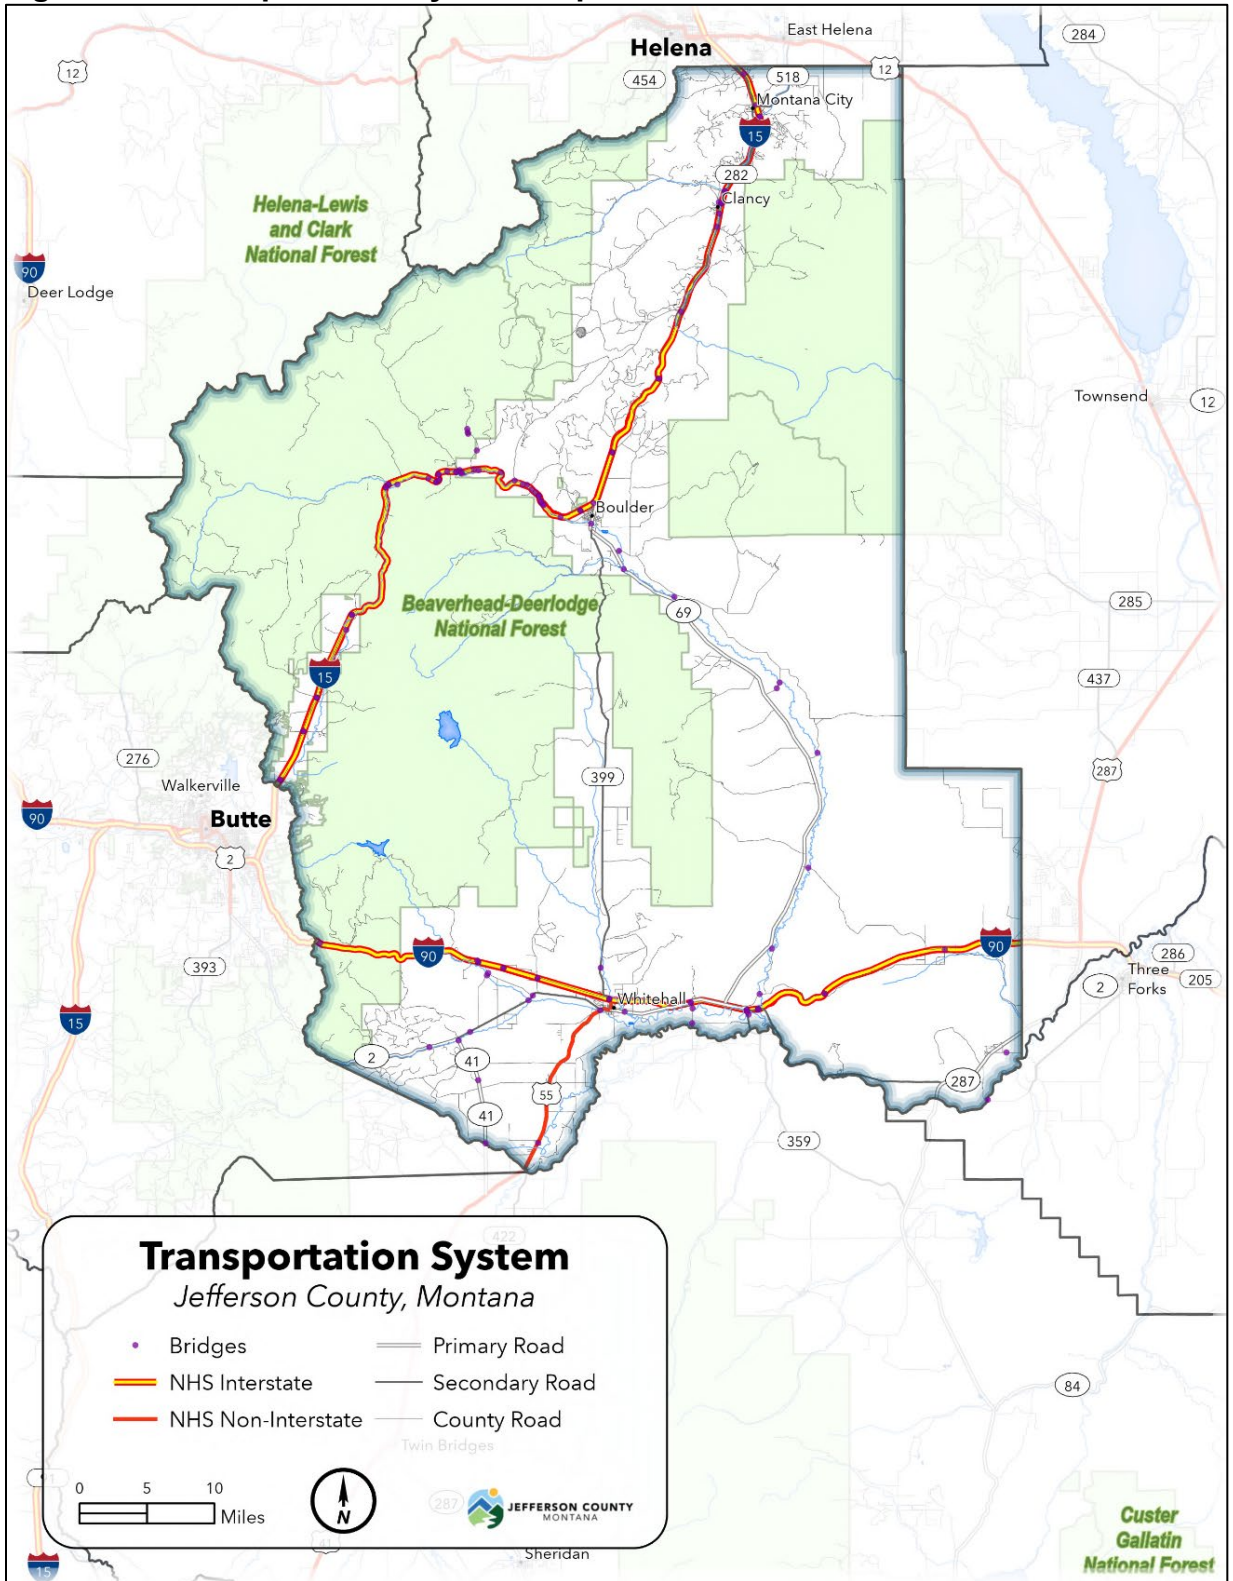 East Helena
Helena
284
12
454
518
12
Montana City
15
282
Clancy
Helena-Lewis
and Clark
National Forest
90
Deer Lodge
Townsend
12
Boulder
Beaverhead-Deerlodge
National Forest
69
285
15
437
276
399
287
Walkerville
90
Butte
2
90
90
393
286
Three
Forks
2
205
Whitehall
15
2
41
287
55
41
359
422
Transportation System
Jefferson County, Montana
Bridges
Primary Road
NHS Interstate
Secondary Road
NHS Non-Interstate
County Road
84
Twin Bridges
0 5 10
Miles
N
287
JEFFERSON COUNTY
MONTANA
41
Sheridan
15
Custer
Gallatin
National Forest